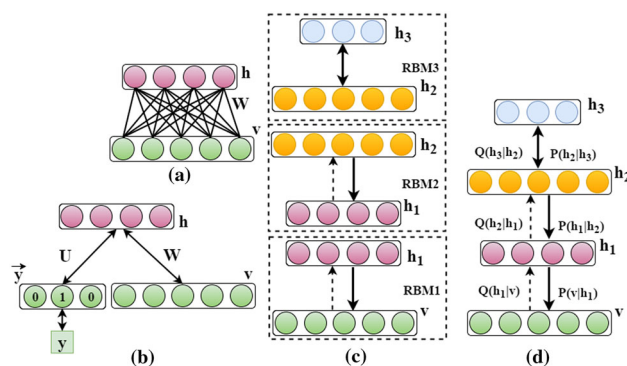 h
W
v
(a)
h
U
W
y
v
0 1 0
y
(b)
h3
RBM3
h2
h2
RBM2
h1
h1
RBM1
v
(c)
h3
Q(h3|h2) P(h2|h3)
h2
Q(h2|h1) P(h1|h2)
h1
Q(h1|v) P(v|h1)
v
(d)